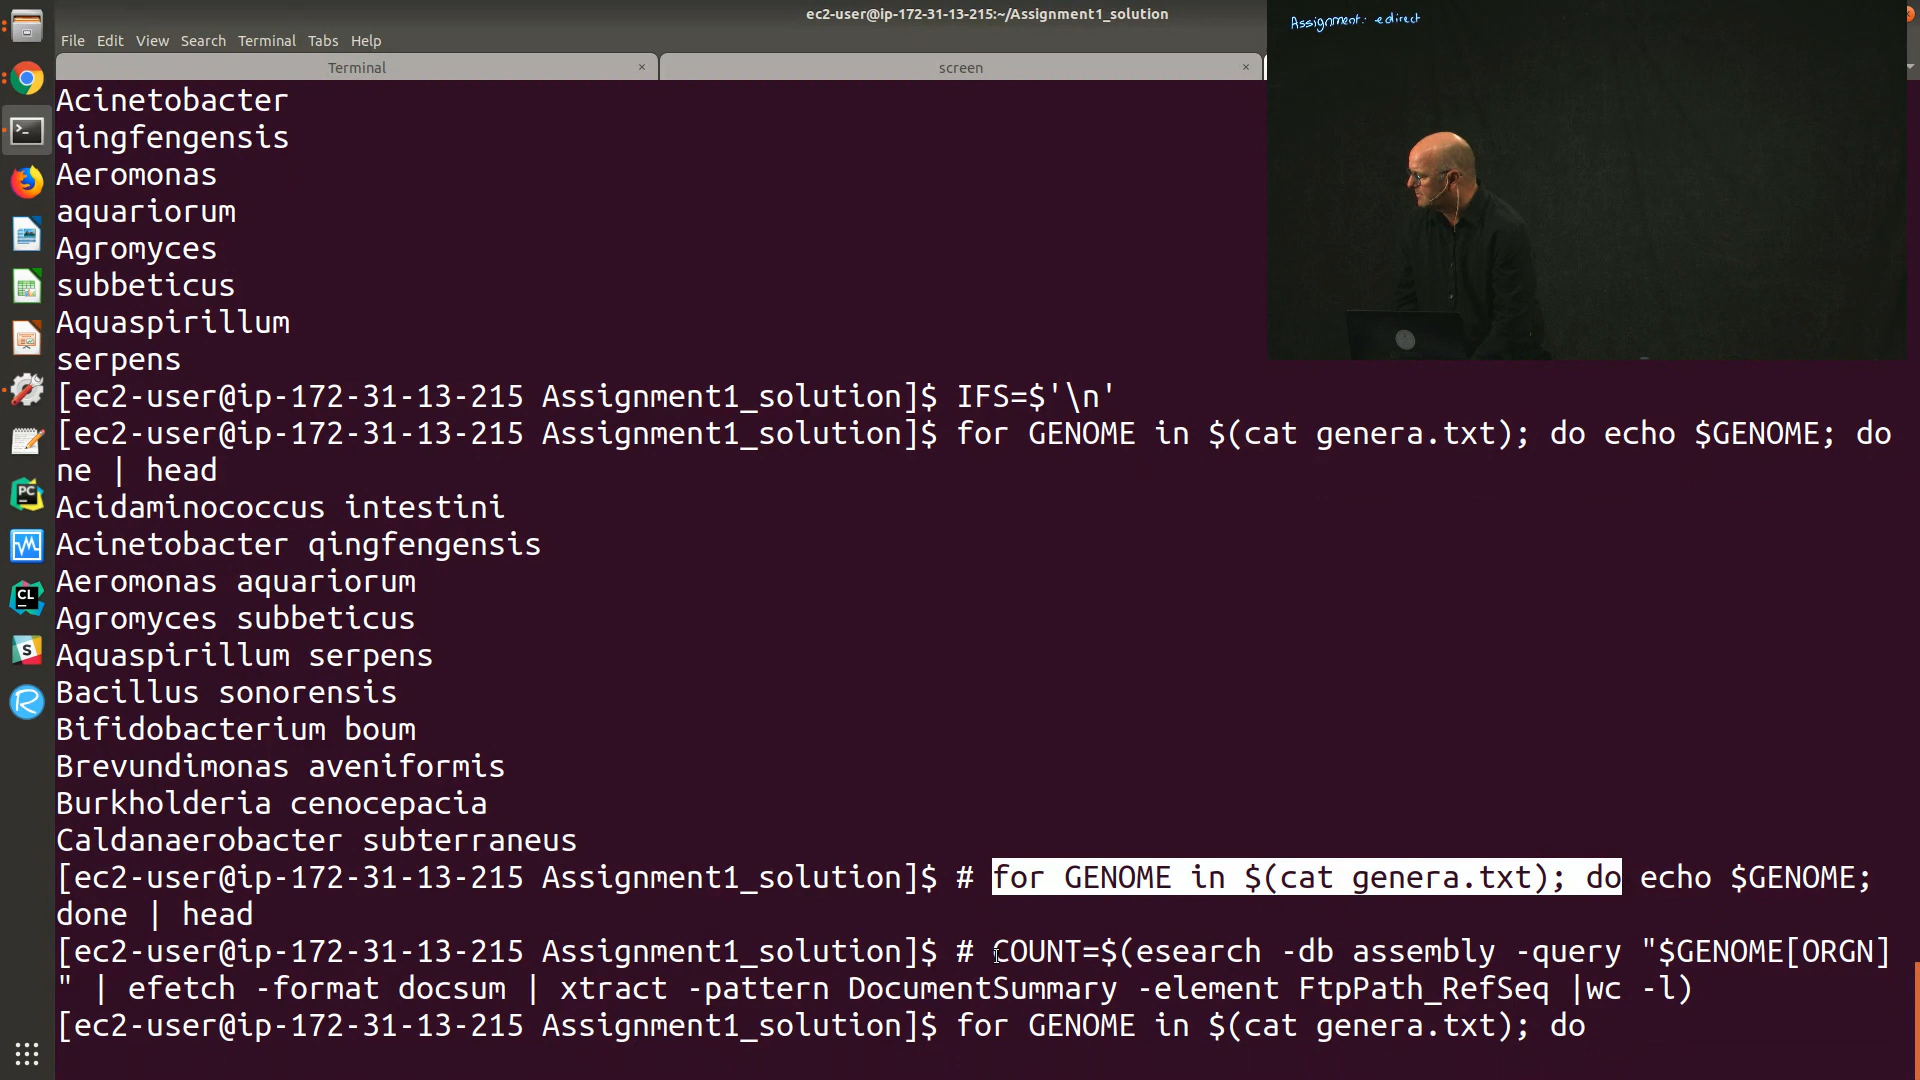 ec2-user@ip-172-31-13-215:~/Assignment1_solution
Assignment: edirect
File Edit View Search Terminal Tabs Help
Terminal × screen ×
Acinetobacter
qingfengensis
Aeromonas
aquariorum
Agromyces
subbeticus
Aquaspirillum
serpens
[ec2-user@ip-172-31-13-215 Assignment1_solution]$ IFS=$'\n'
[ec2-user@ip-172-31-13-215 Assignment1_solution]$ for GENOME in $(cat genera.txt); do echo $GENOME; do
ne | head
Acidaminococcus intestini
Acinetobacter qingfengensis
Aeromonas aquariorum
Agromyces subbeticus
Aquaspirillum serpens
Bacillus sonorensis
Bifidobacterium boum
Brevundimonas aveniformis
Burkholderia cenocepacia
Caldanaerobacter subterraneus
[ec2-user@ip-172-31-13-215 Assignment1_solution]$ # for GENOME in $(cat genera.txt); do echo $GENOME;
done | head
[ec2-user@ip-172-31-13-215 Assignment1_solution]$ # COUNT=$(esearch -db assembly -query "$GENOME[ORGN]
" | efetch -format docsum | xtract -pattern DocumentSummary -element FtpPath_RefSeq |wc -l)
[ec2-user@ip-172-31-13-215 Assignment1_solution]$ for GENOME in $(cat genera.txt); do
PC
CL
S
R